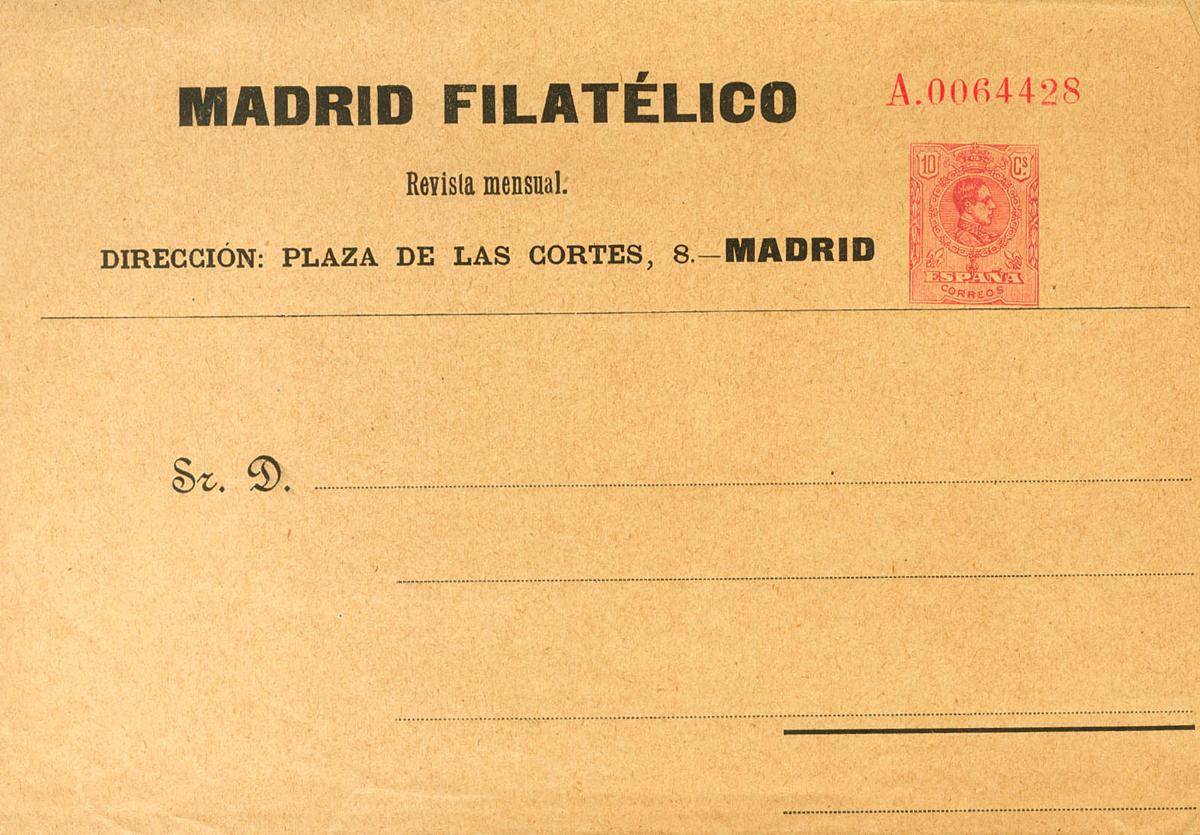 MADRID FILATÉLICO
A.0064428
Revista mensual.
10 Cs.
DIRECCIÓN: PLAZA DE LAS CORTES, 8.—MADRID
ESPAÑA
CORREOS
Sr. D.